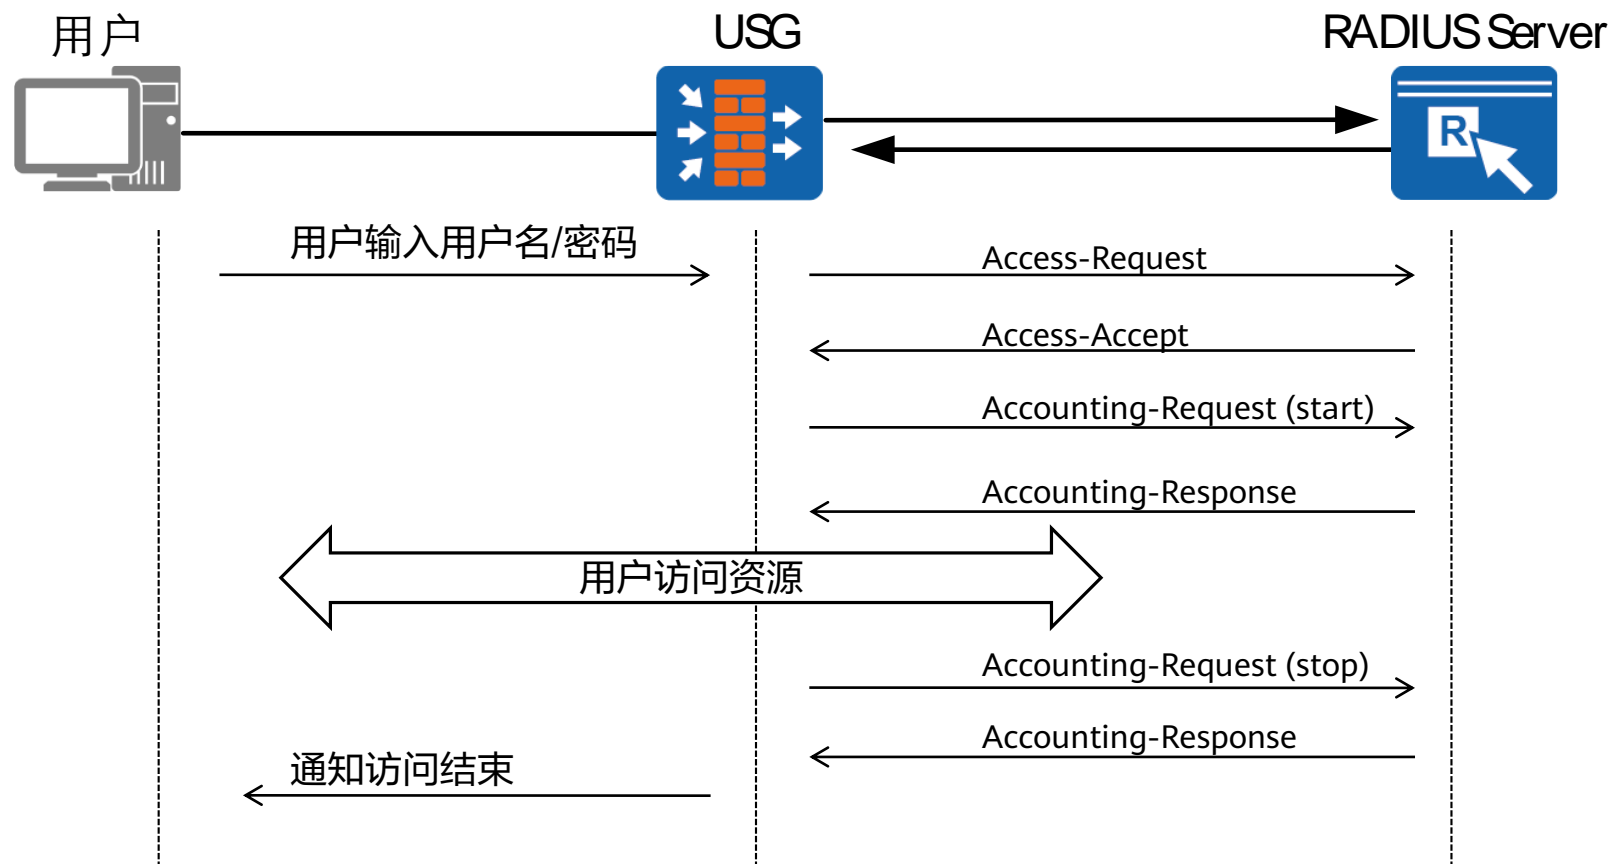 用户
USG
RADIUS Server
R
用户输入用户名/密码
Access-Request
Access-Accept
Accounting-Request (start)
Accounting-Response
用户访问资源
Accounting-Request (stop)
Accounting-Response
通知访问结束